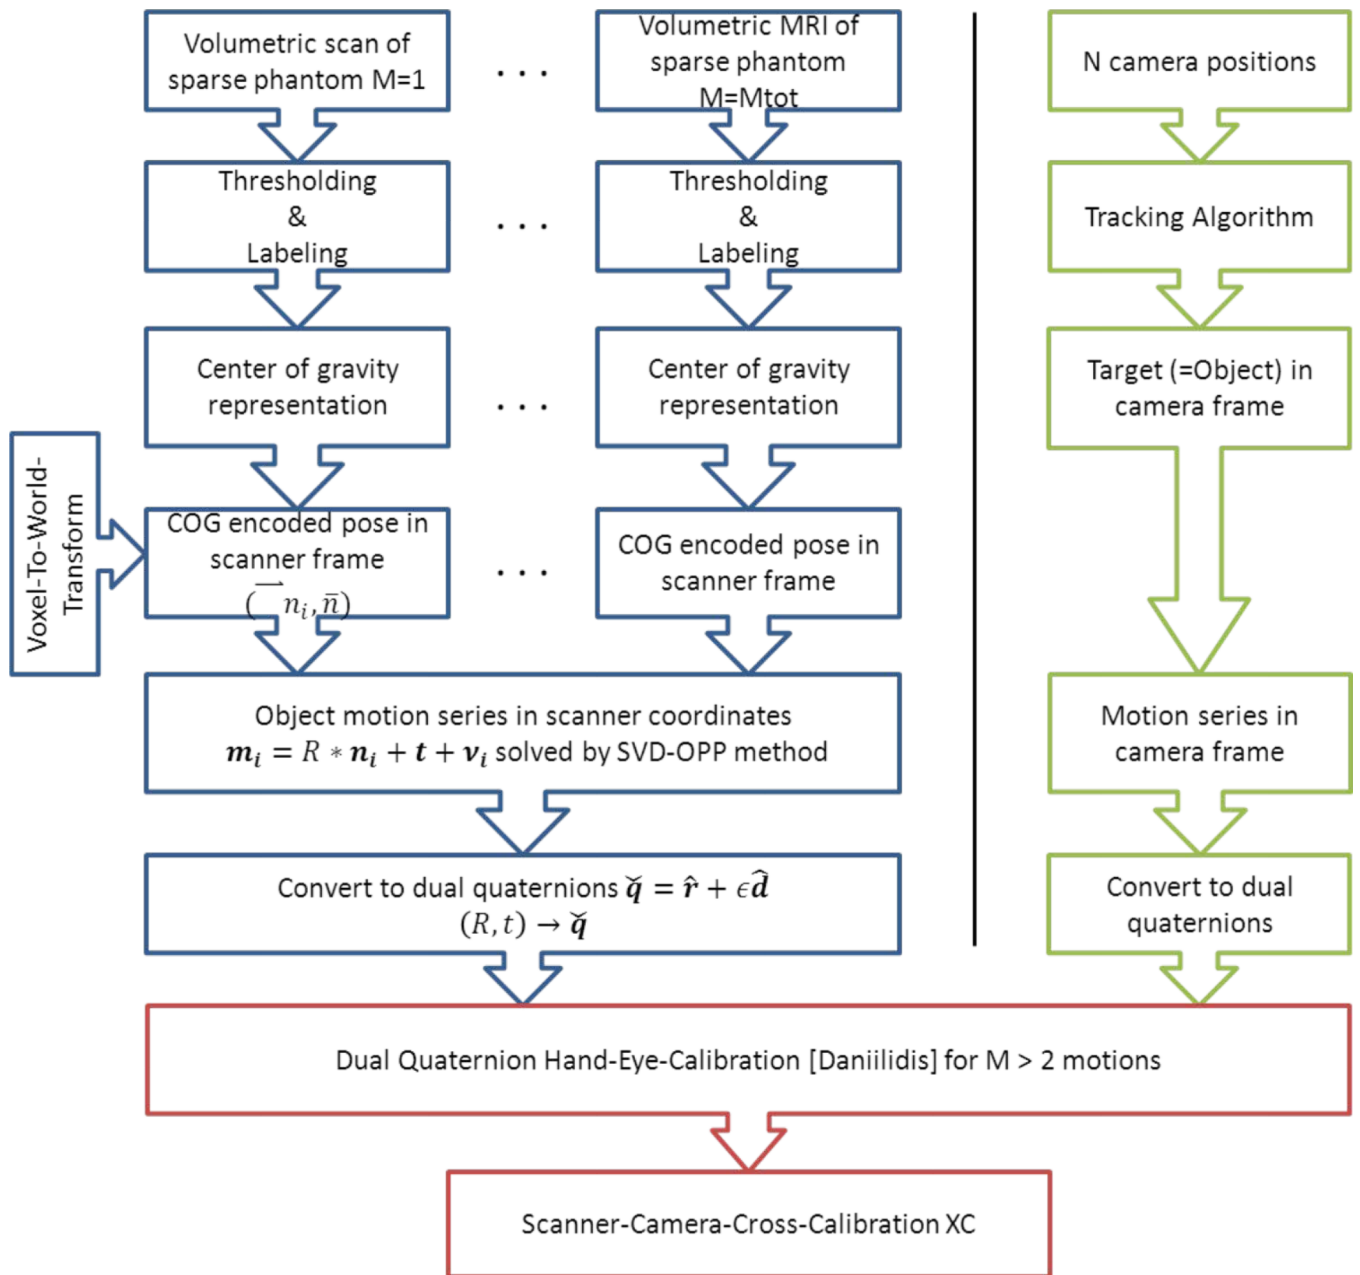 Volumetric scan of
sparse phantom M=1
. . .
Volumetric MRI of
sparse phantom
M=Mtot
N camera positions
Thresholding
&
Labeling
. . .
Thresholding
&
Labeling
Tracking Algorithm
Center of gravity
representation
. . .
Center of gravity
representation
Target (=Object) in
camera frame
Voxel-To-World-
Transform
COG encoded pose in
scanner frame
(⃗ nᵢ, n̄)
. . .
COG encoded pose in
scanner frame
Object motion series in scanner coordinates
mᵢ = R ∗ nᵢ + t + νᵢ solved by SVD-OPP method
Motion series in
camera frame
Convert to dual quaternions q̌ = r̂ + ϵd̂
(R, t) → q̌
Convert to dual
quaternions
Dual Quaternion Hand-Eye-Calibration [Daniilidis] for M > 2 motions
Scanner-Camera-Cross-Calibration XC